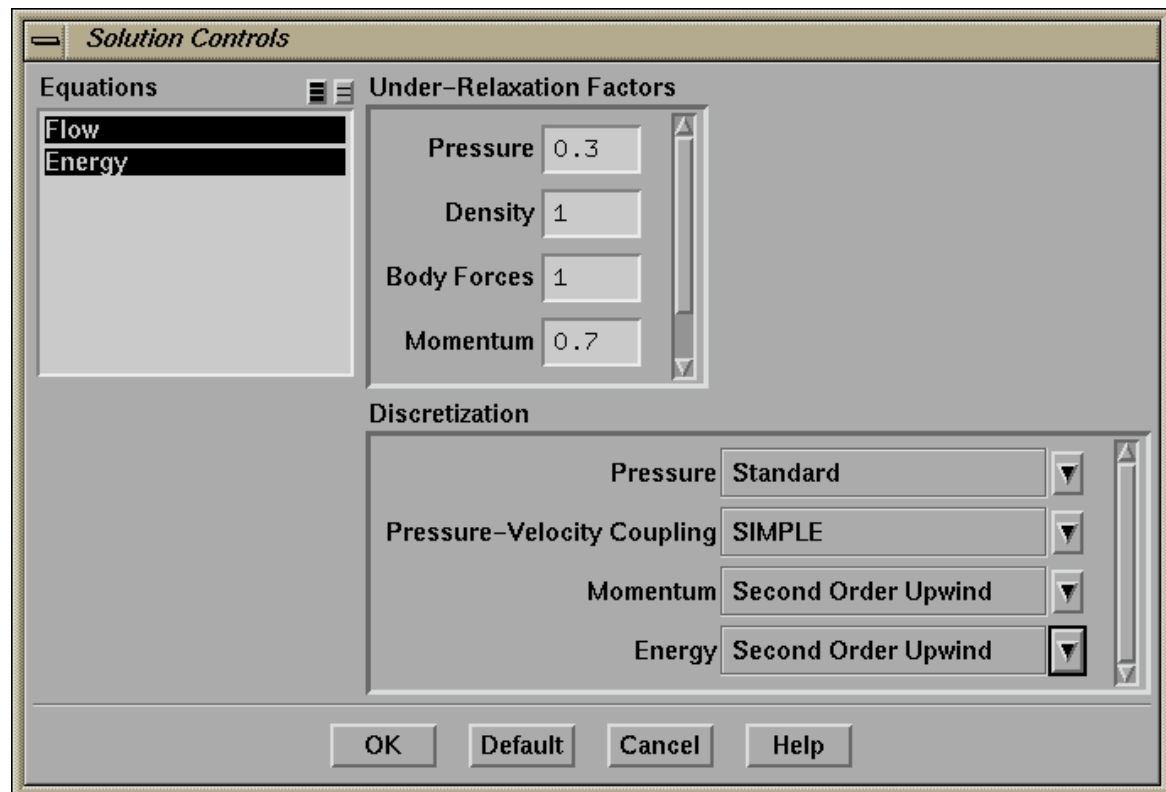 Solution Controls
Equations
Flow
Energy
Under-Relaxation Factors
Pressure 0.3
Density 1
Body Forces 1
Momentum 0.7
Discretization
Pressure Standard
Pressure-Velocity Coupling SIMPLE
Momentum Second Order Upwind
Energy Second Order Upwind
OK Default Cancel Help